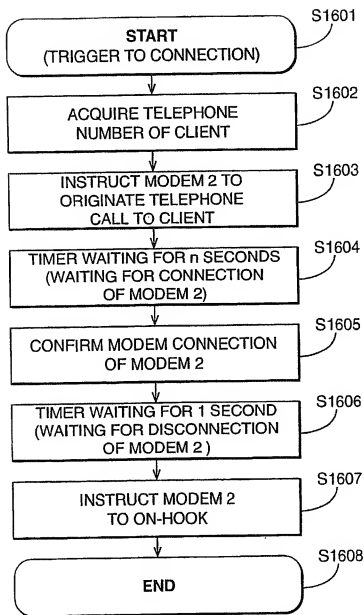 S1601
START
(TRIGGER TO CONNECTION)
S1602
ACQUIRE TELEPHONE
NUMBER OF CLIENT
S1603
INSTRUCT MODEM 2 TO
ORIGINATE TELEPHONE
CALL TO CLIENT
S1604
TIMER WAITING FOR n SECONDS
(WAITING FOR CONNECTION
OF MODEM 2)
S1605
CONFIRM MODEM CONNECTION
OF MODEM 2
S1606
TIMER WAITING FOR 1 SECOND
(WAITING FOR DISCONNECTION
OF MODEM 2 )
S1607
INSTRUCT MODEM 2
TO ON-HOOK
S1608
END